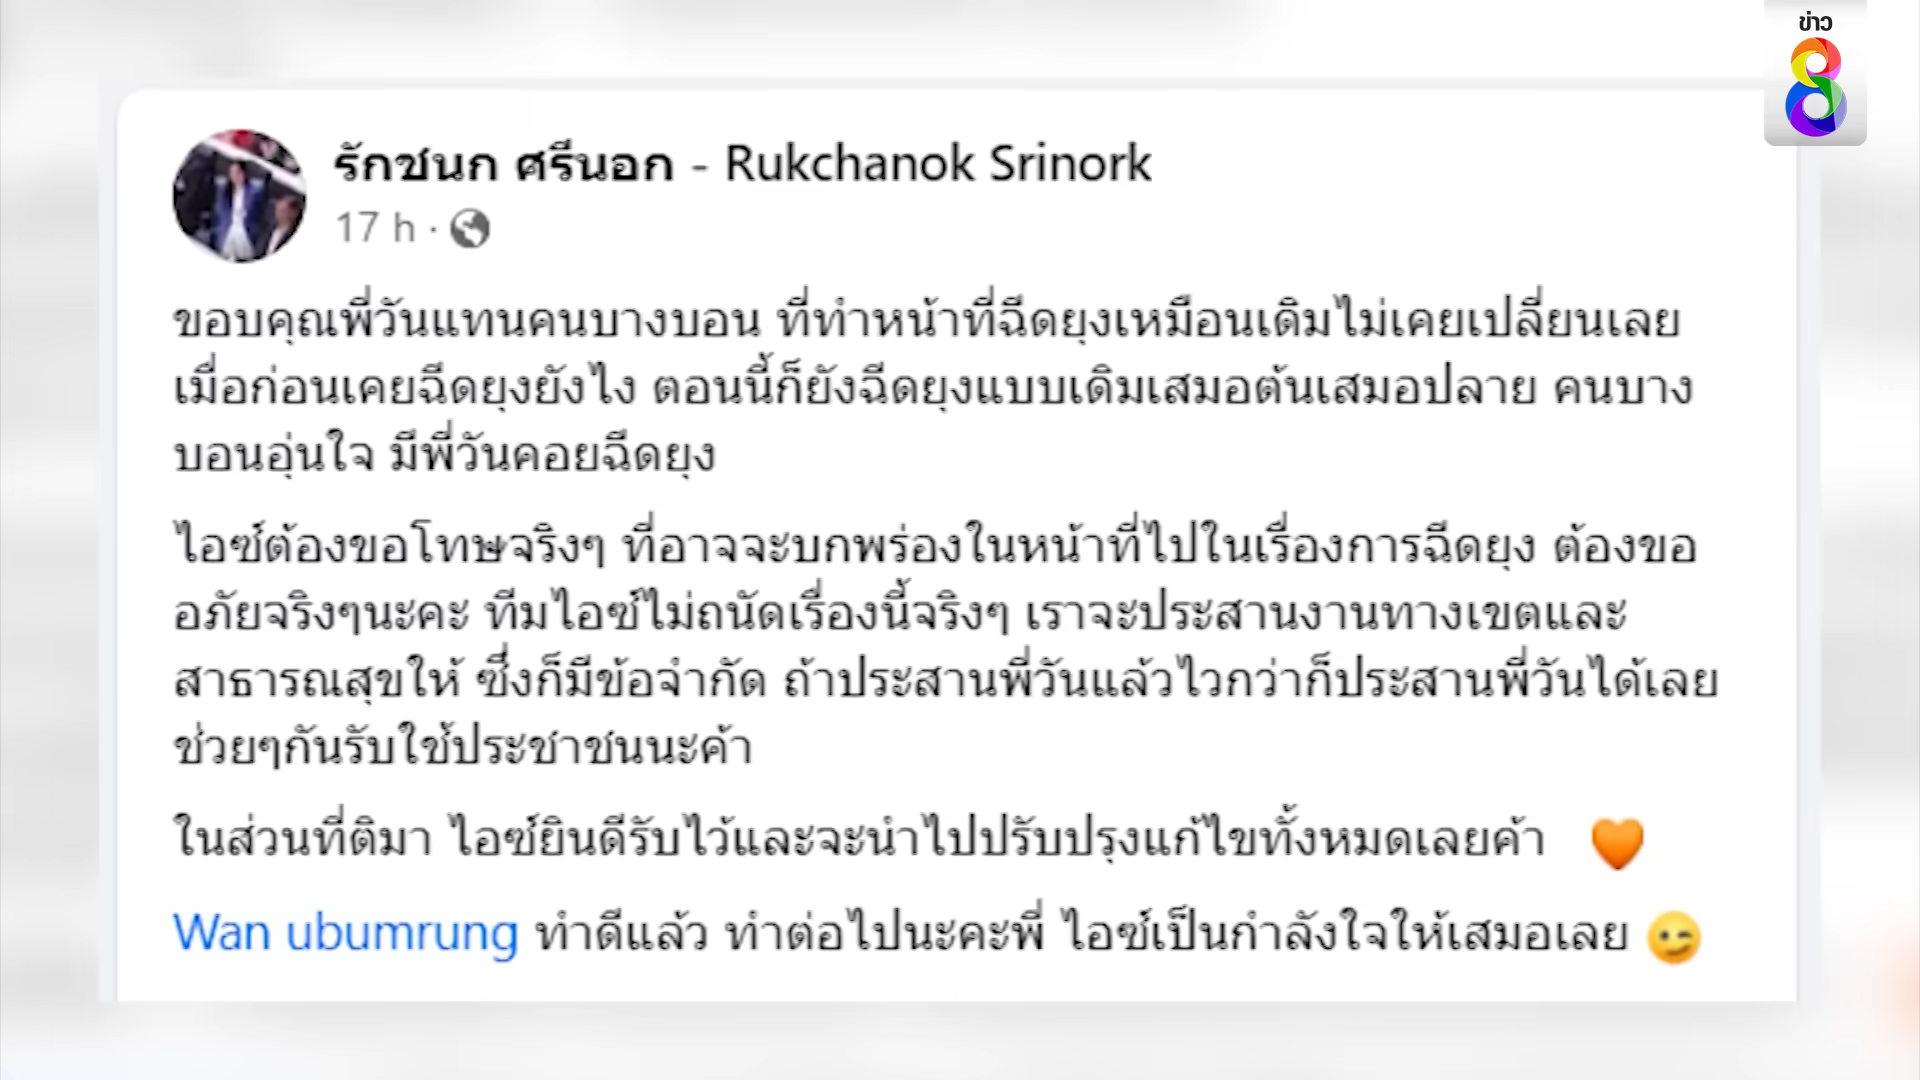 ข่าว
8
รักชนก ศรีนอก - Rukchanok Srinork
17 h ·
ขอบคุณพี่วันแทนคนบางบอน ที่ทำหน้าที่ฉีดยุงเหมือนเดิมไม่เคยเปลี่ยนเลย
เมื่อก่อนเคยฉีดยุงยังไง ตอนนี้ก็ยังฉีดยุงแบบเดิมเสมอต้นเสมอปลาย คนบาง
บอนอุ่นใจ มีพี่วันคอยฉีดยุง
ไอซ์ต้องขอโทษจริงๆ ที่อาจจะบกพร่องในหน้าที่ไปในเรื่องการฉีดยุง ต้องขอ
อภัยจริงๆนะคะ ทีมไอซ์ไม่ถนัดเรื่องนี้จริงๆ เราจะประสานงานทางเขตและ
สาธารณสุขให้ ซึ่งก็มีข้อจำกัด ถ้าประสานพี่วันแล้วไวกว่าก็ประสานพี่วันได้เลย
ช่วยๆกันรับใช้ประชาชนนะค้า
ในส่วนที่ติมา ไอซ์ยินดีรับไว้และจะนำไปปรับปรุงแก้ไขทั้งหมดเลยค้า 🧡
Wan ubumrung ทำดีแล้ว ทำต่อไปนะคะพี่ ไอซ์เป็นกำลังใจให้เสมอเลย 😉